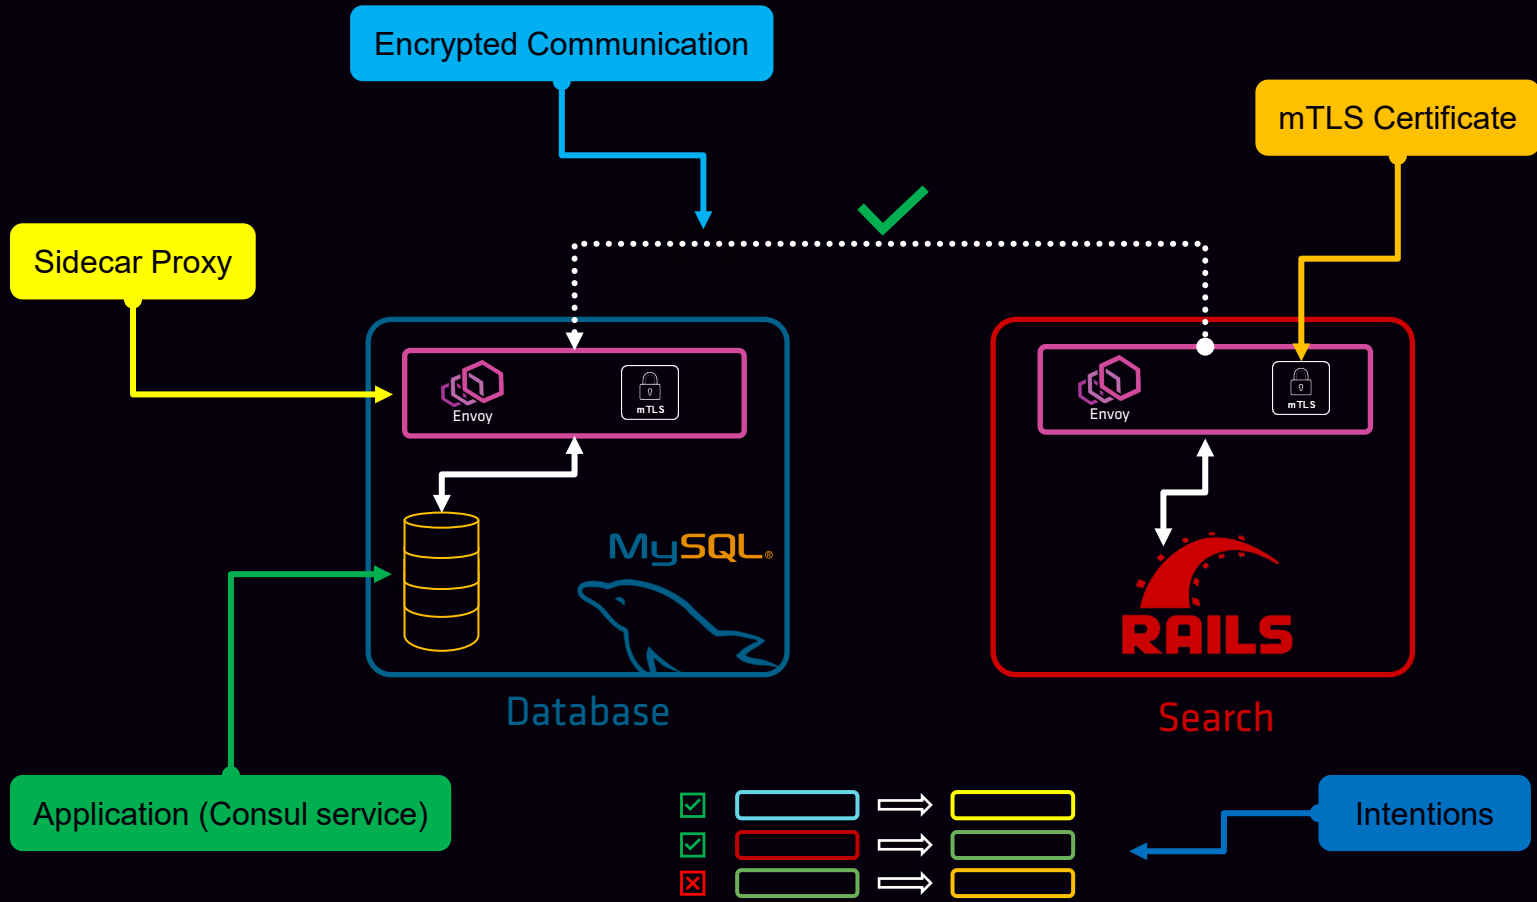 Encrypted Communication
mTLS Certificate
Sidecar Proxy
Envoy
mTLS
Envoy
mTLS
MySQL®
RAILS
Database
Search
Application (Consul service)
Intentions